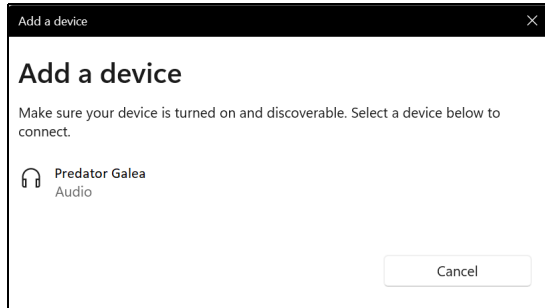 Add a device
Add a device
Make sure your device is turned on and discoverable. Select a device below to
connect.
Predator Galea
Audio
Cancel